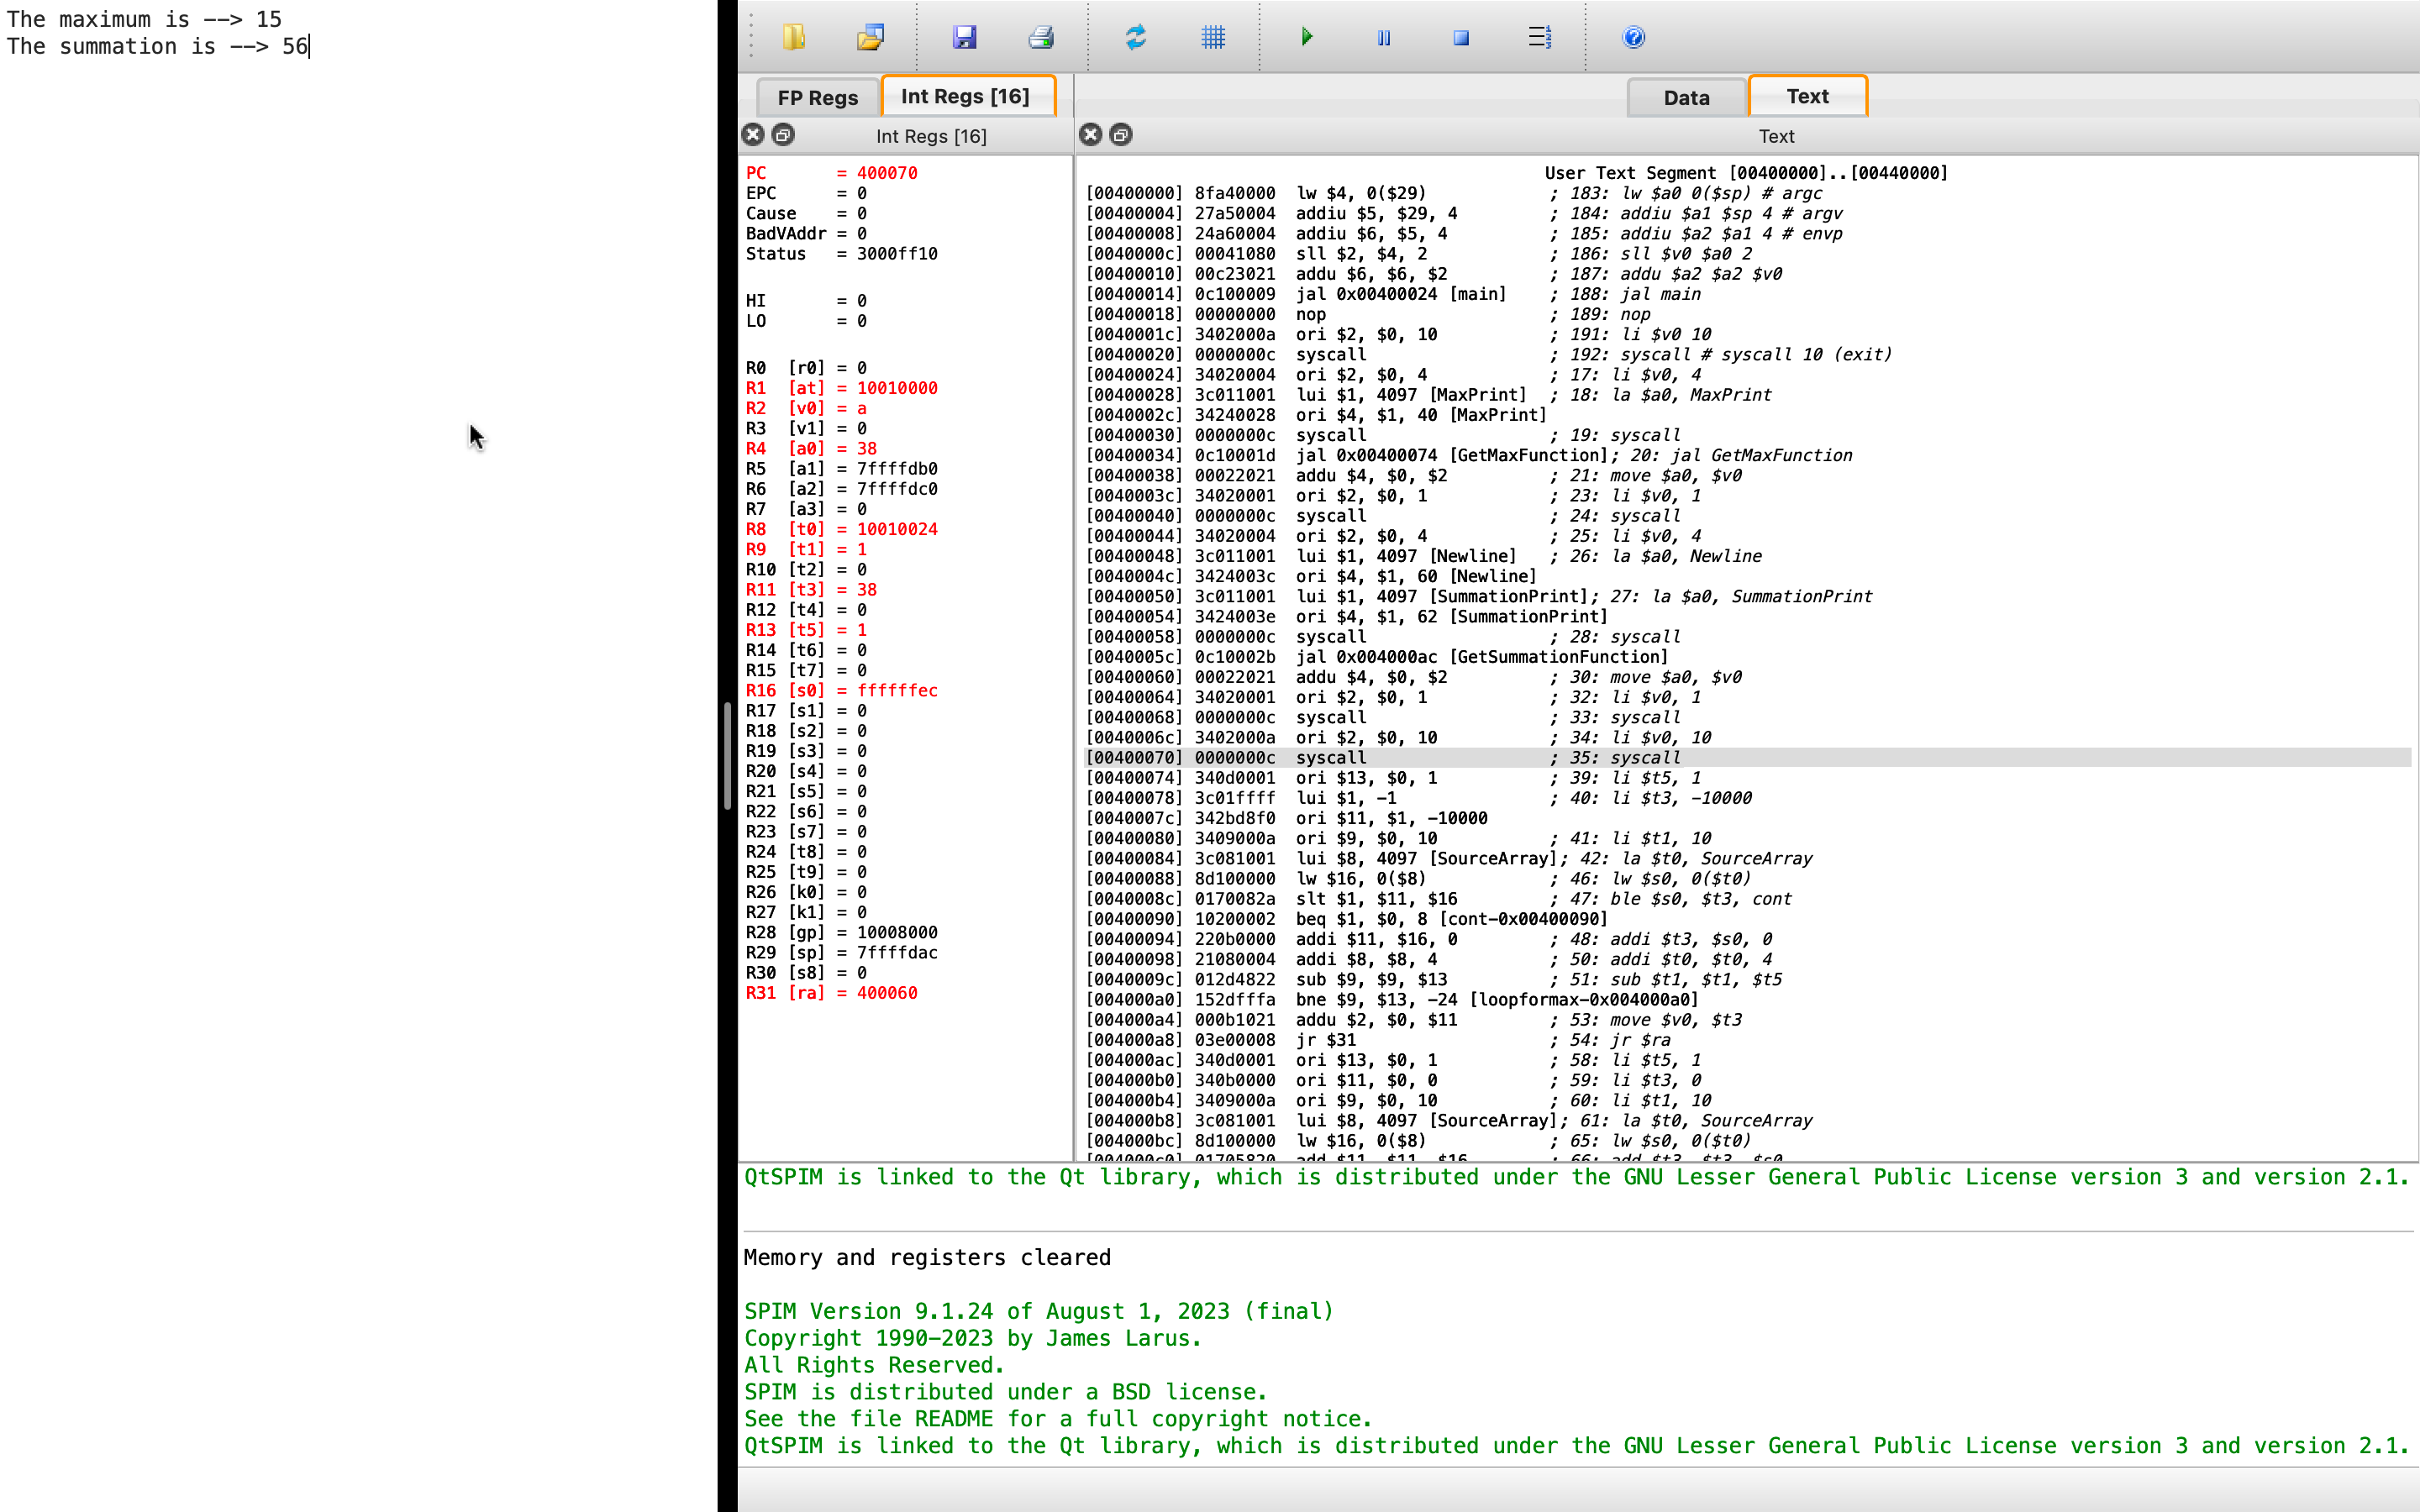 The maximum is --> 15
The summation is --> 56
FP Regs
Int Regs [16]
Data
Text
Int Regs [16]
Text
PC       = 400070
EPC      = 0
Cause    = 0
BadVAddr = 0
Status   = 3000ff10
HI       = 0
LO       = 0
R0  [r0] = 0
R1  [at] = 10010000
R2  [v0] = a
R3  [v1] = 0
R4  [a0] = 38
R5  [a1] = 7ffffdb0
R6  [a2] = 7ffffdc0
R7  [a3] = 0
R8  [t0] = 10010024
R9  [t1] = 1
R10 [t2] = 0
R11 [t3] = 38
R12 [t4] = 0
R13 [t5] = 1
R14 [t6] = 0
R15 [t7] = 0
R16 [s0] = ffffffec
R17 [s1] = 0
R18 [s2] = 0
R19 [s3] = 0
R20 [s4] = 0
R21 [s5] = 0
R22 [s6] = 0
R23 [s7] = 0
R24 [t8] = 0
R25 [t9] = 0
R26 [k0] = 0
R27 [k1] = 0
R28 [gp] = 10008000
R29 [sp] = 7ffffdac
R30 [s8] = 0
R31 [ra] = 400060
User Text Segment [00400000]..[00440000]
[00400000] 8fa40000  lw $4, 0($29)            ; 183: lw $a0 0($sp) # argc
[00400004] 27a50004  addiu $5, $29, 4         ; 184: addiu $a1 $sp 4 # argv
[00400008] 24a60004  addiu $6, $5, 4          ; 185: addiu $a2 $a1 4 # envp
[0040000c] 00041080  sll $2, $4, 2            ; 186: sll $v0 $a0 2
[00400010] 00c23021  addu $6, $6, $2          ; 187: addu $a2 $a2 $v0
[00400014] 0c100009  jal 0x00400024 [main]    ; 188: jal main
[00400018] 00000000  nop                      ; 189: nop
[0040001c] 3402000a  ori $2, $0, 10           ; 191: li $v0 10
[00400020] 0000000c  syscall                  ; 192: syscall # syscall 10 (exit)
[00400024] 34020004  ori $2, $0, 4            ; 17: li $v0, 4
[00400028] 3c011001  lui $1, 4097 [MaxPrint]  ; 18: la $a0, MaxPrint
[0040002c] 34240028  ori $4, $1, 40 [MaxPrint]
[00400030] 0000000c  syscall                  ; 19: syscall
[00400034] 0c10001d  jal 0x00400074 [GetMaxFunction]; 20: jal GetMaxFunction
[00400038] 00022021  addu $4, $0, $2          ; 21: move $a0, $v0
[0040003c] 34020001  ori $2, $0, 1            ; 23: li $v0, 1
[00400040] 0000000c  syscall                  ; 24: syscall
[00400044] 34020004  ori $2, $0, 4            ; 25: li $v0, 4
[00400048] 3c011001  lui $1, 4097 [Newline]   ; 26: la $a0, Newline
[0040004c] 3424003c  ori $4, $1, 60 [Newline]
[00400050] 3c011001  lui $1, 4097 [SummationPrint]; 27: la $a0, SummationPrint
[00400054] 3424003e  ori $4, $1, 62 [SummationPrint]
[00400058] 0000000c  syscall                  ; 28: syscall
[0040005c] 0c10002b  jal 0x004000ac [GetSummationFunction]
[00400060] 00022021  addu $4, $0, $2          ; 30: move $a0, $v0
[00400064] 34020001  ori $2, $0, 1            ; 32: li $v0, 1
[00400068] 0000000c  syscall                  ; 33: syscall
[0040006c] 3402000a  ori $2, $0, 10           ; 34: li $v0, 10
[00400070] 0000000c  syscall                  ; 35: syscall
[00400074] 340d0001  ori $13, $0, 1           ; 39: li $t5, 1
[00400078] 3c01ffff  lui $1, -1               ; 40: li $t3, -10000
[0040007c] 342bd8f0  ori $11, $1, -10000
[00400080] 3409000a  ori $9, $0, 10           ; 41: li $t1, 10
[00400084] 3c081001  lui $8, 4097 [SourceArray]; 42: la $t0, SourceArray
[00400088] 8d100000  lw $16, 0($8)            ; 46: lw $s0, 0($t0)
[0040008c] 0170082a  slt $1, $11, $16         ; 47: ble $s0, $t3, cont
[00400090] 10200002  beq $1, $0, 8 [cont-0x00400090]
[00400094] 220b0000  addi $11, $16, 0         ; 48: addi $t3, $s0, 0
[00400098] 21080004  addi $8, $8, 4           ; 50: addi $t0, $t0, 4
[0040009c] 012d4822  sub $9, $9, $13          ; 51: sub $t1, $t1, $t5
[004000a0] 152dfffa  bne $9, $13, -24 [loopformax-0x004000a0]
[004000a4] 000b1021  addu $2, $0, $11         ; 53: move $v0, $t3
[004000a8] 03e00008  jr $31                   ; 54: jr $ra
[004000ac] 340d0001  ori $13, $0, 1           ; 58: li $t5, 1
[004000b0] 340b0000  ori $11, $0, 0           ; 59: li $t3, 0
[004000b4] 3409000a  ori $9, $0, 10           ; 60: li $t1, 10
[004000b8] 3c081001  lui $8, 4097 [SourceArray]; 61: la $t0, SourceArray
[004000bc] 8d100000  lw $16, 0($8)            ; 65: lw $s0, 0($t0)
[004000c0] 01705820  add $11, $11, $16        ; 66: add $t3, $t3, $s0
QtSPIM is linked to the Qt library, which is distributed under the GNU Lesser General Public License version 3 and version 2.1.
Memory and registers cleared
SPIM Version 9.1.24 of August 1, 2023 (final)
Copyright 1990-2023 by James Larus.
All Rights Reserved.
SPIM is distributed under a BSD license.
See the file README for a full copyright notice.
QtSPIM is linked to the Qt library, which is distributed under the GNU Lesser General Public License version 3 and version 2.1.